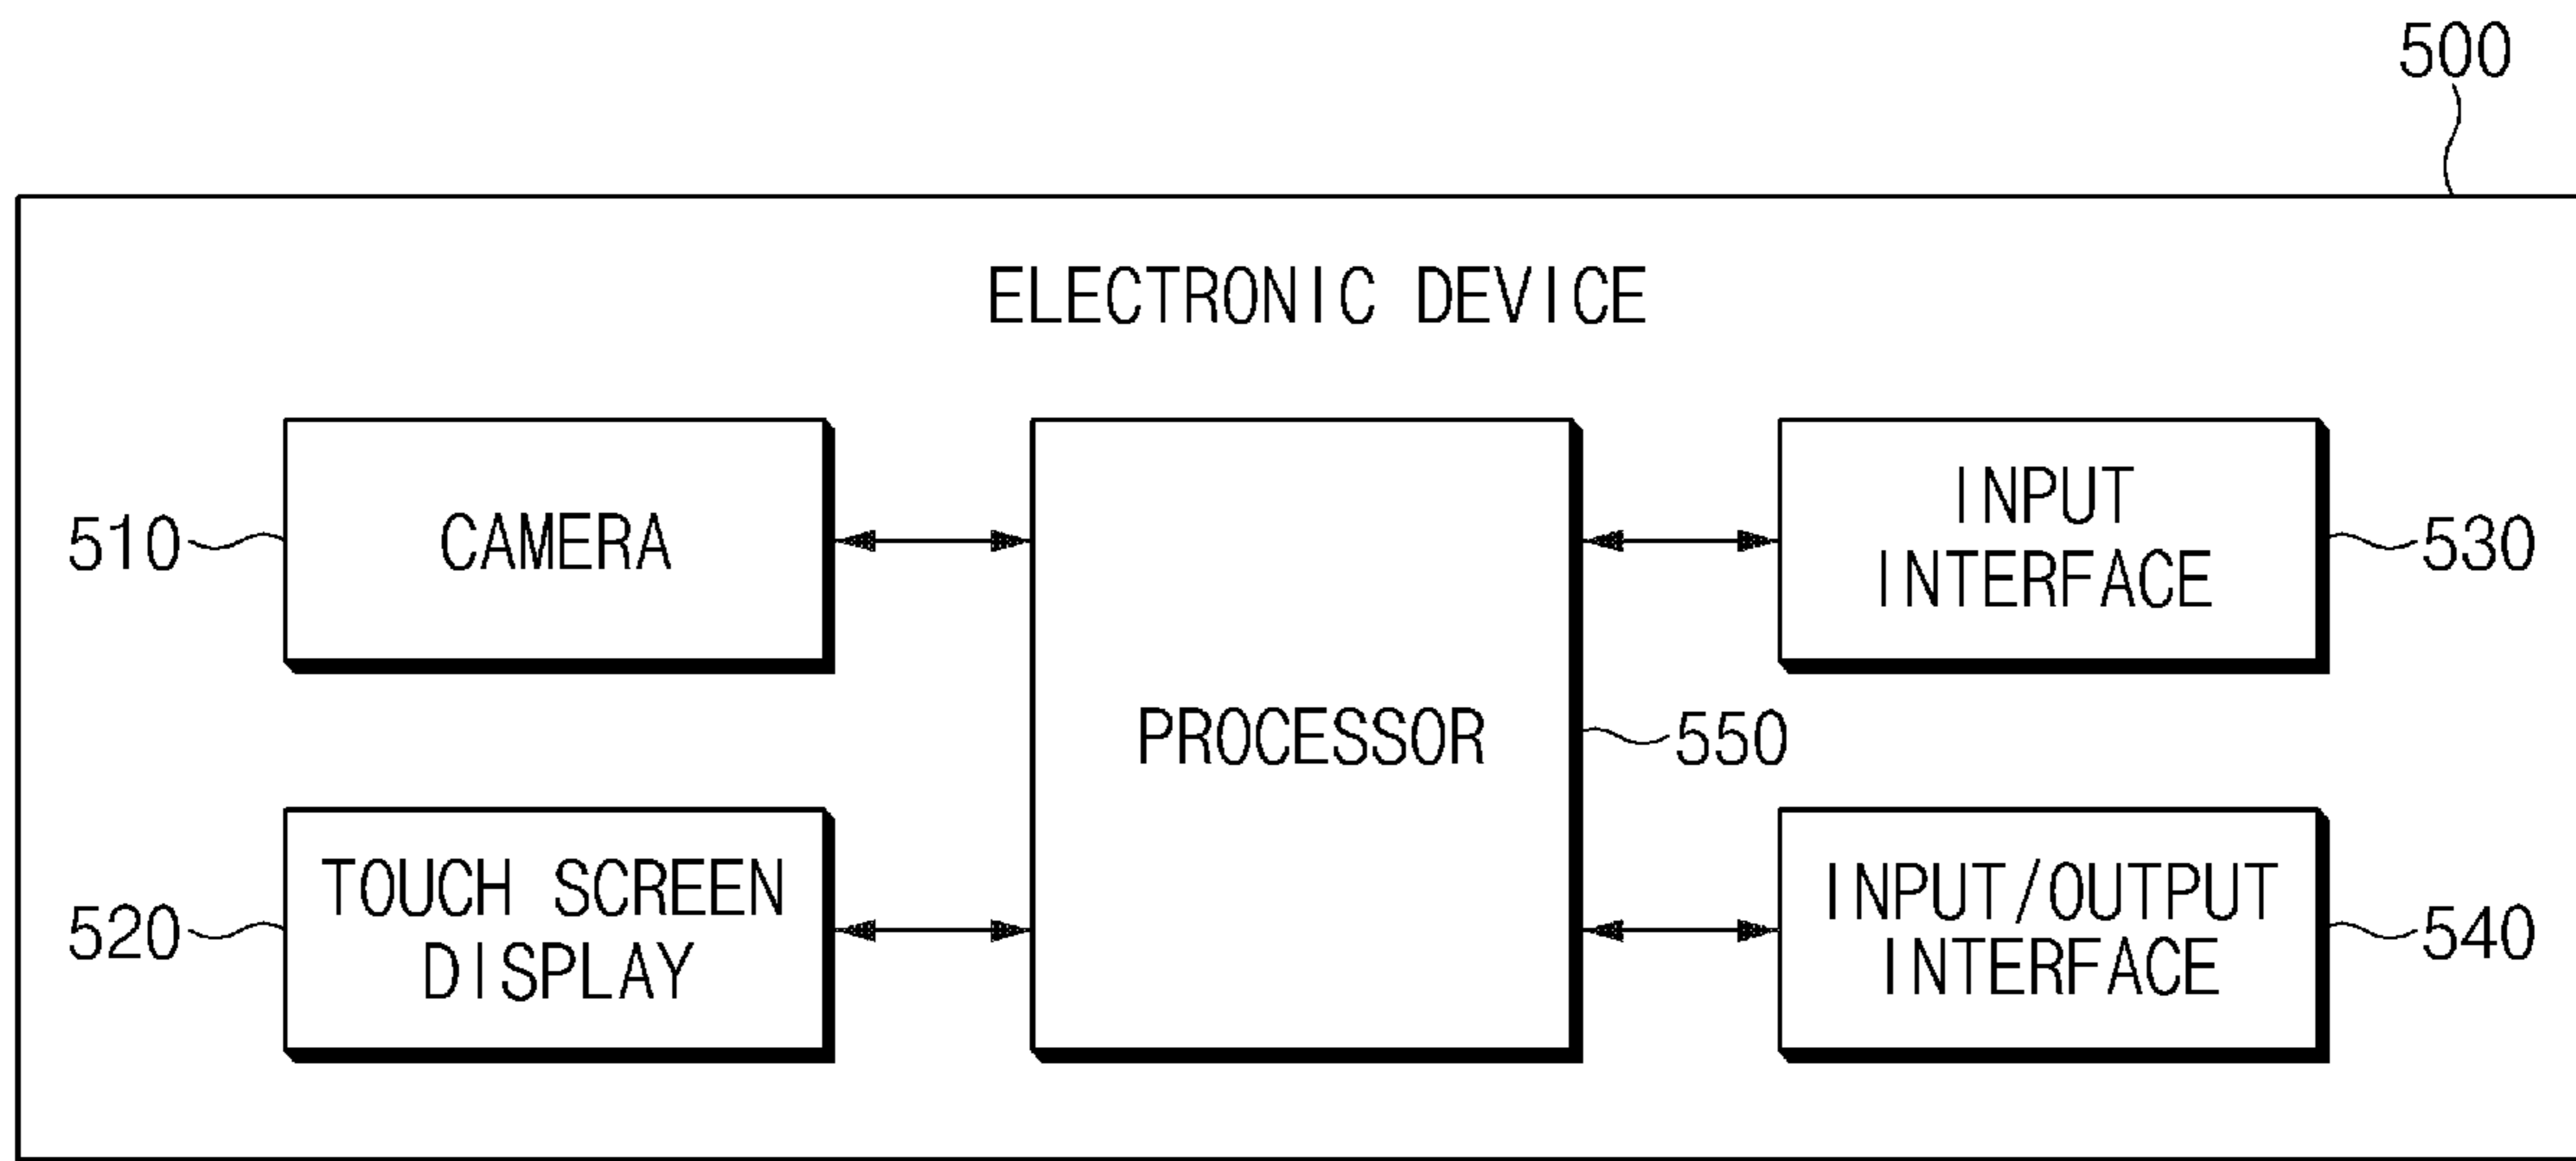 500
ELECTRONIC DEVICE
510
CAMERA
INPUT
INTERFACE
530
PROCESSOR
550
520
TOUCH SCREEN
DISPLAY
INPUT/OUTPUT
INTERFACE
540